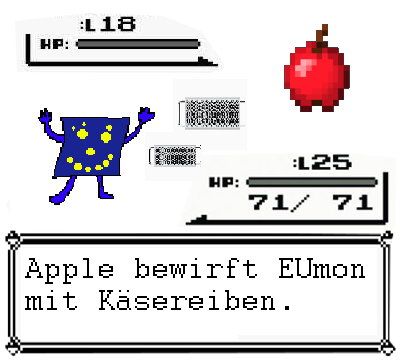 :L18
HP:
:L25
HP:
71/ 71
Apple bewirft EUmon
mit Käsereiben.